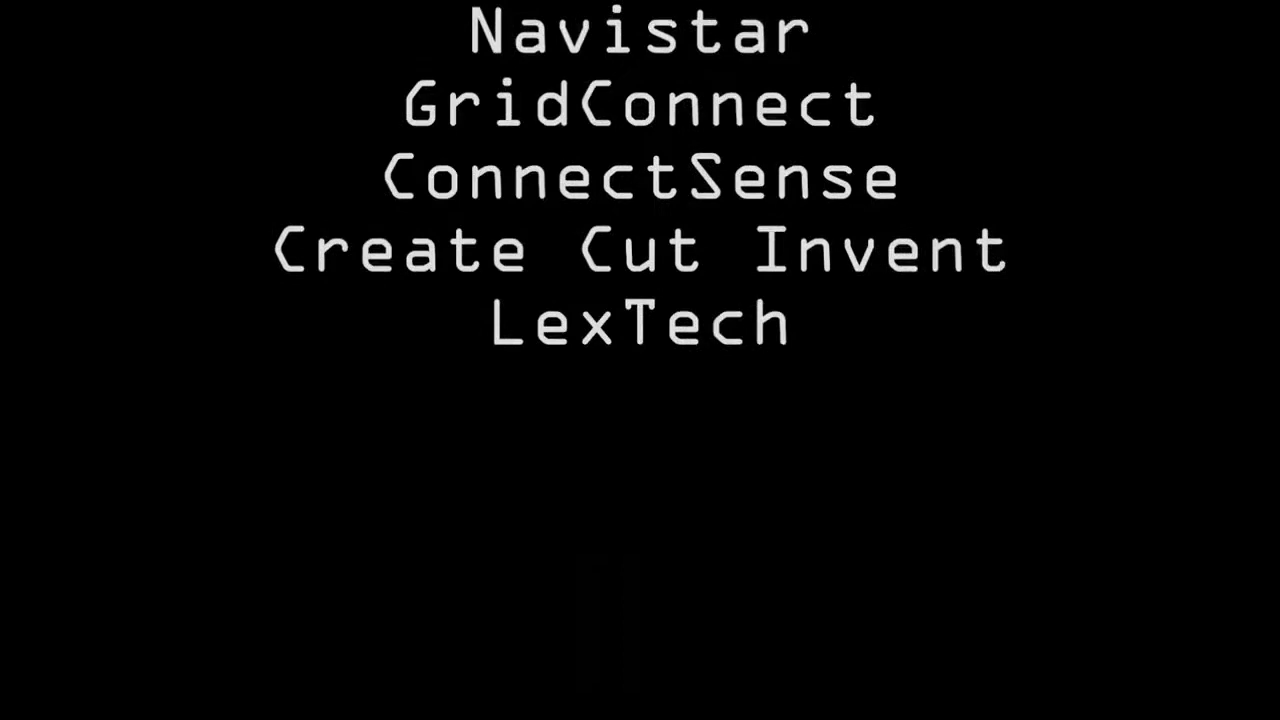 Navistar
GridConnect
ConnectSense
Create Cut Invent
LexTech